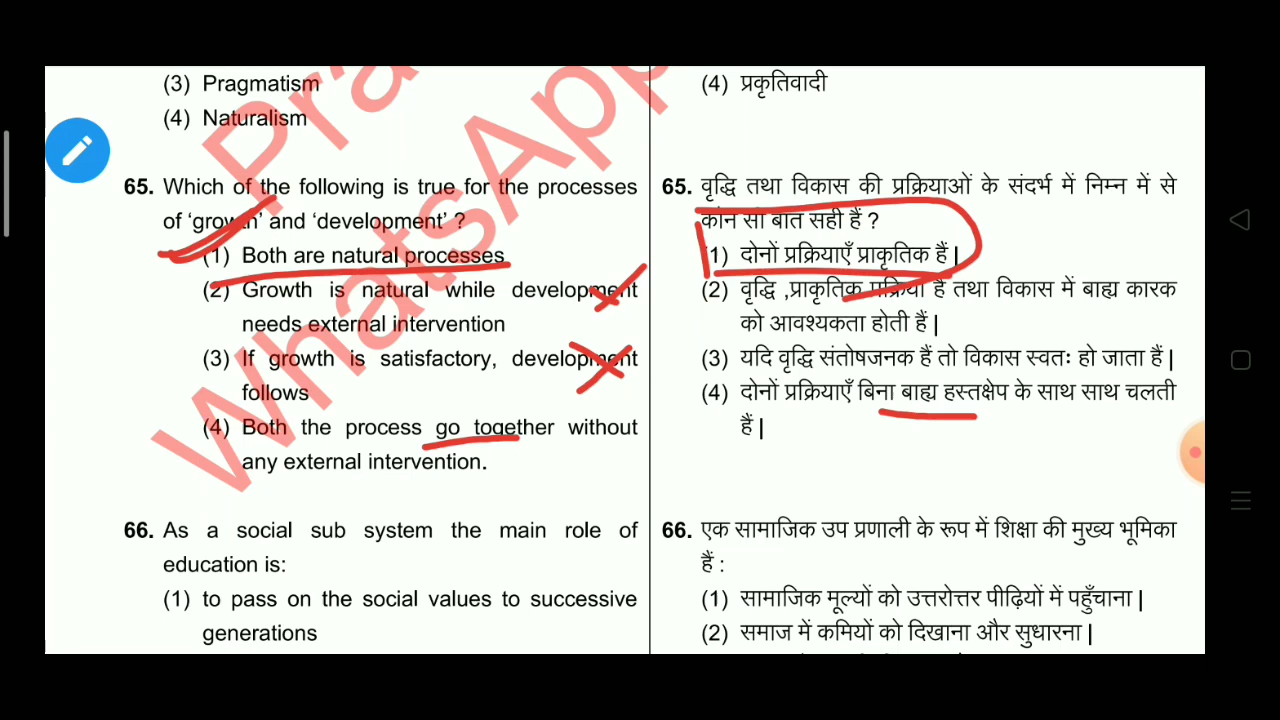 (3) Pragmatism
(4) Naturalism
65. Which of the following is true for the processes
of ‘growth’ and ‘development’ ?
(1) Both are natural processes
(2) Growth is natural while development
needs external intervention
(3) If growth is satisfactory, development
follows
(4) Both the process go together without
any external intervention.
66. As a social sub system the main role of
education is:
(1) to pass on the social values to successive
generations
(4) प्रकृतिवादी
65. वृद्धि तथा विकास की प्रक्रियाओं के संदर्भ में निम्न में से
कौन सी बात सही हैं ?
(1) दोनों प्रक्रियाएँ प्राकृतिक हैं |
(2) वृद्धि ,प्राकृतिक प्रक्रिया है तथा विकास में बाह्य कारक
को आवश्यकता होती हैं |
(3) यदि वृद्धि संतोषजनक हैं तो विकास स्वतः हो जाता हैं |
(4) दोनों प्रक्रियाएँ बिना बाह्य हस्तक्षेप के साथ साथ चलती
हैं |
66. एक सामाजिक उप प्रणाली के रूप में शिक्षा की मुख्य भूमिका
हैं :
(1) सामाजिक मूल्यों को उत्तरोत्तर पीढ़ियों में पहुँचाना |
(2) समाज में कमियों को दिखाना और सुधारना |
Pra
WhatsApp